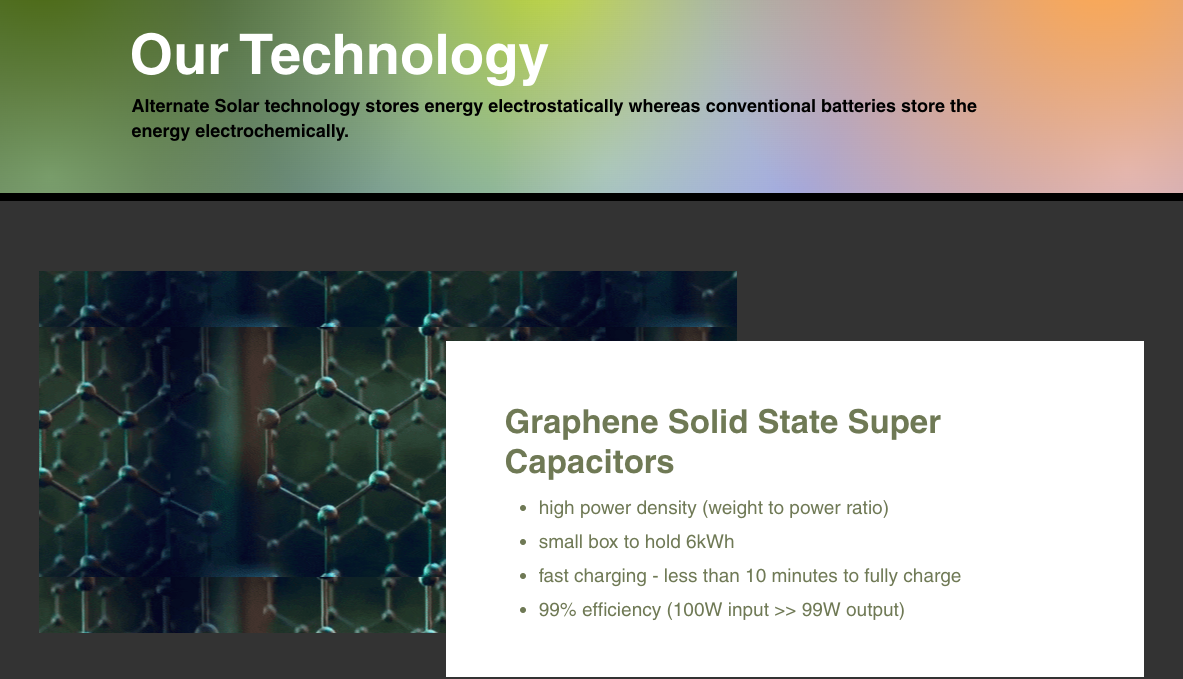 Our Technology
Alternate Solar technology stores energy electrostatically whereas conventional batteries store the
energy electrochemically.
Graphene Solid State Super
Capacitors
• high power density (weight to power ratio)
• small box to hold 6kWh
• fast charging - less than 10 minutes to fully charge
• 99% efficiency (100W input >> 99W output)